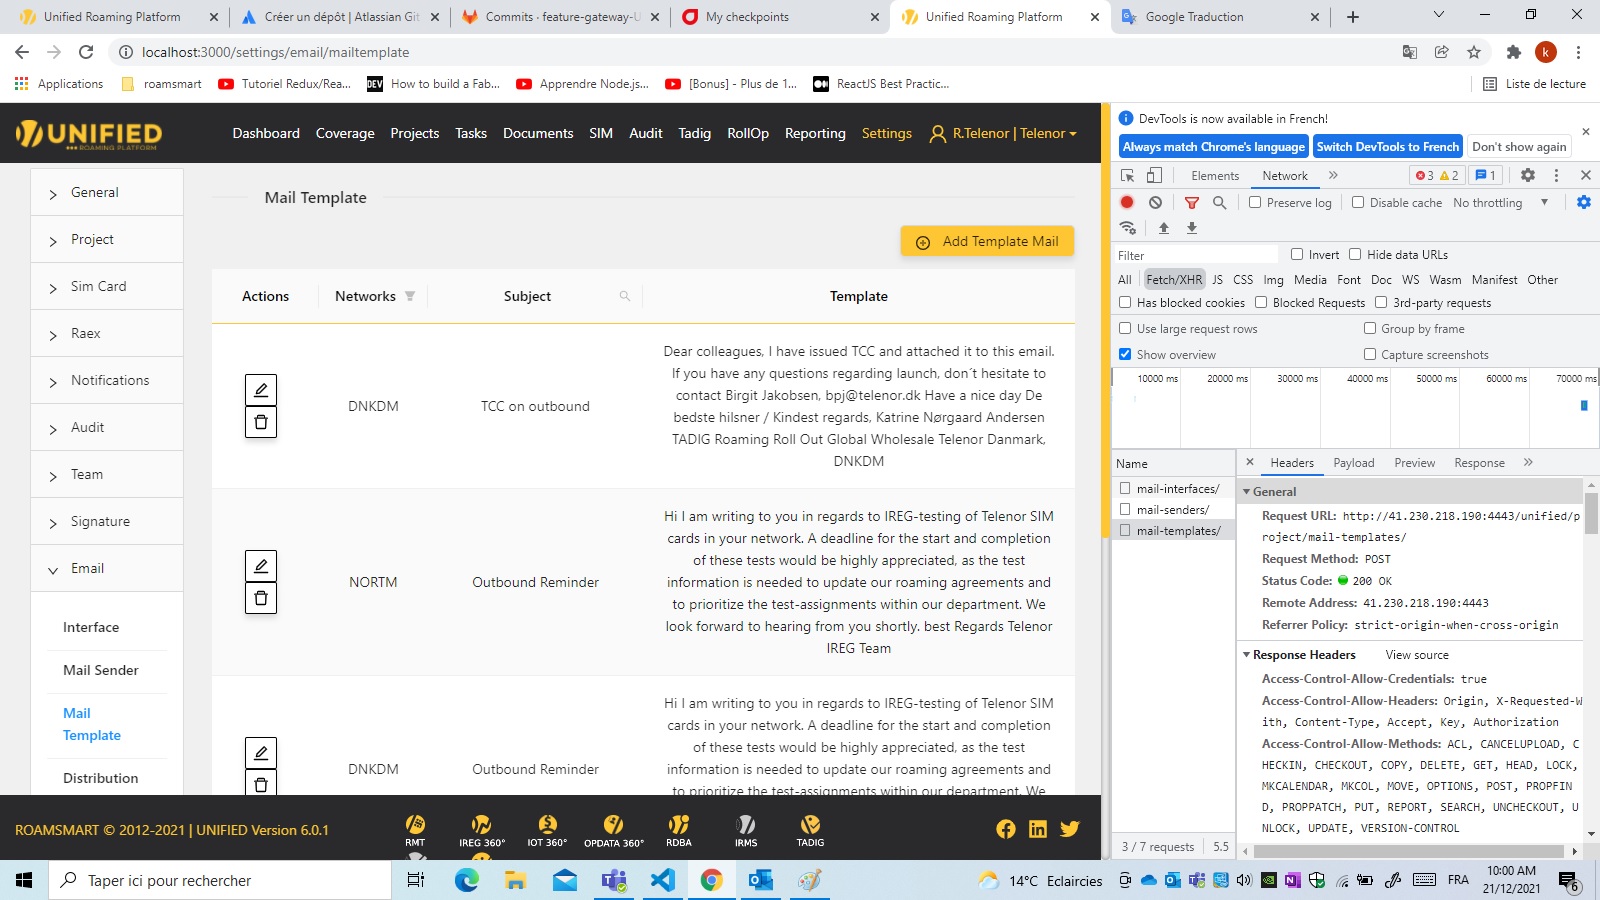 Unified Roaming Platform
Créer un dépôt | Atlassian Git
Commits · feature-gateway-U
My checkpoints
Unified Roaming Platform
Google Traduction
localhost:3000/settings/email/mailtemplate
k
Applications
roamsmart
Tutoriel Redux/Rea...
DEV
How to build a Fab...
Apprendre Node.js...
[Bonus] - Plus de 1...
ReactJS Best Practic...
Liste de lecture
UNIFIED
ROAMING PLATFORM
Dashboard Coverage Projects Tasks Documents SIM Audit Tadig RollOp Reporting Settings R.Telenor | Telenor
General
Project
Sim Card
Raex
Notifications
Audit
Team
Signature
Email
Interface
Mail Sender
Mail
Template
Distribution
Mail Template
Add Template Mail
Actions Networks Subject Template
DNKDM
TCC on outbound
Dear colleagues, I have issued TCC and attached it to this email.
If you have any questions regarding launch, don´t hesitate to
contact Birgit Jakobsen, bpj@telenor.dk Have a nice day De
bedste hilsner / Kindest regards, Katrine Nørgaard Andersen
TADIG Roaming Roll Out Global Wholesale Telenor Danmark,
DNKDM
NORTM
Outbound Reminder
Hi I am writing to you in regards to IREG-testing of Telenor SIM
cards in your network. A deadline for the start and completion
of these tests would be highly appreciated, as the test
information is needed to update our roaming agreements and
to prioritize the test-assignments within our department. We
look forward to hearing from you shortly. best Regards Telenor
IREG Team
DNKDM
Outbound Reminder
Hi I am writing to you in regards to IREG-testing of Telenor SIM
cards in your network. A deadline for the start and completion
of these tests would be highly appreciated, as the test
information is needed to update our roaming agreements and
to prioritize the test-assignments within our department. We
ROAMSMART © 2012-2021 | UNIFIED Version 6.0.1
RMT
IREG 360°
IOT 360°
OPDATA 360°
RDBA
IRMS
TADIG
DevTools is now available in French!
Always match Chrome's language
Switch DevTools to French
Don't show again
Elements Network
3 2 1
Preserve log Disable cache No throttling
Filter
Invert Hide data URLs
All Fetch/XHR JS CSS Img Media Font Doc WS Wasm Manifest Other
Has blocked cookies Blocked Requests 3rd-party requests
Use large request rows Group by frame
Show overview Capture screenshots
10000 ms 20000 ms 30000 ms 40000 ms 50000 ms 60000 ms 70000 ms
Name
mail-interfaces/
mail-senders/
mail-templates/
3 / 7 requests 5.5
Headers Payload Preview Response
General
Request URL: http://41.230.218.190:4443/unified/p
roject/mail-templates/
Request Method: POST
Status Code: 200 OK
Remote Address: 41.230.218.190:4443
Referrer Policy: strict-origin-when-cross-origin
Response Headers View source
Access-Control-Allow-Credentials: true
Access-Control-Allow-Headers: Origin, X-Requested-W
ith, Content-Type, Accept, Key, Authorization
Access-Control-Allow-Methods: ACL, CANCELUPLOAD, C
HECKIN, CHECKOUT, COPY, DELETE, GET, HEAD, LOCK,
MKCALENDAR, MKCOL, MOVE, OPTIONS, POST, PROPFIN
D, PROPPATCH, PUT, REPORT, SEARCH, UNCHECKOUT, U
NLOCK, UPDATE, VERSION-CONTROL
Taper ici pour rechercher
14°C Eclaircies
FRA
10:00 AM
21/12/2021
6